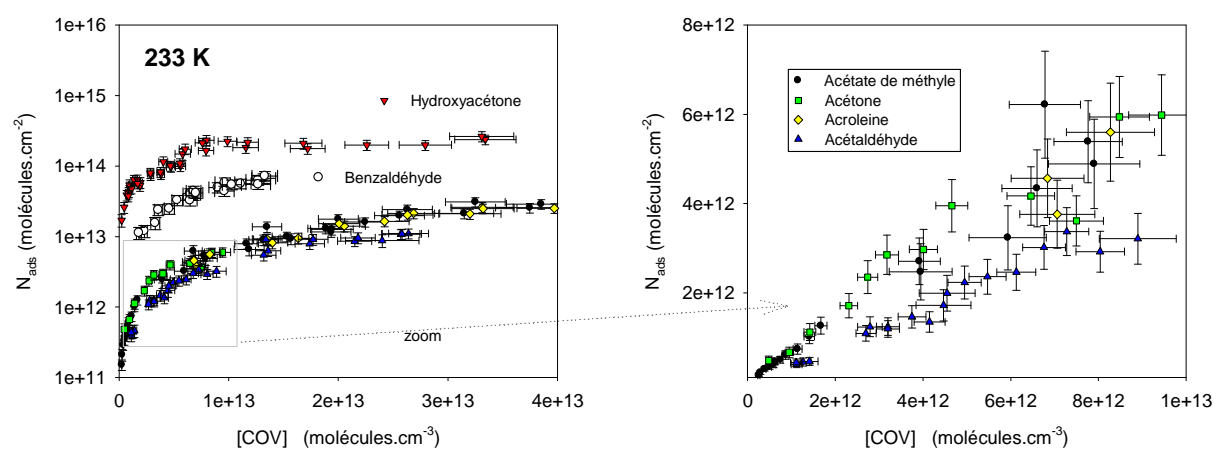 1e+16
1e+15
1e+14
1e+13
1e+12
1e+11
N_ads (molécules.cm^-2)
233 K
Hydroxyacétone
Benzaldéhyde
zoom
0 1e+13 2e+13 3e+13 4e+13
[COV] (molécules.cm^-3)
8e+12
6e+12
4e+12
2e+12
N_ads (molécules.cm^-2)
Acétate de méthyle
Acétone
Acroleine
Acétaldéhyde
0 2e+12 4e+12 6e+12 8e+12 1e+13
[COV] (molécules.cm^-3)